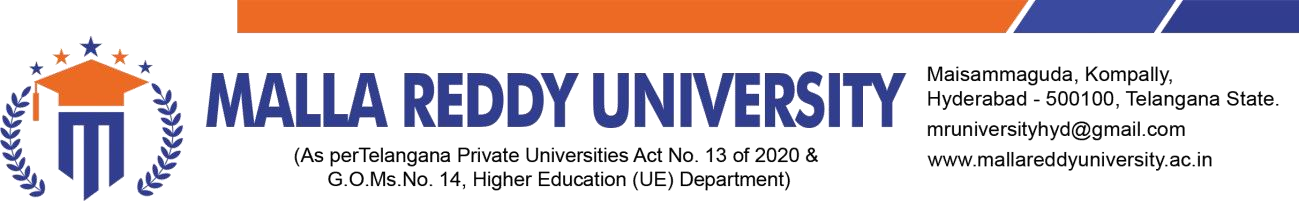 MALLA REDDY UNIVERSITY
(As perTelangana Private Universities Act No. 13 of 2020 &
G.O.Ms.No. 14, Higher Education (UE) Department)
Maisammaguda, Kompally,
Hyderabad - 500100, Telangana State.
mruniversityhyd@gmail.com
www.mallareddyuniversity.ac.in